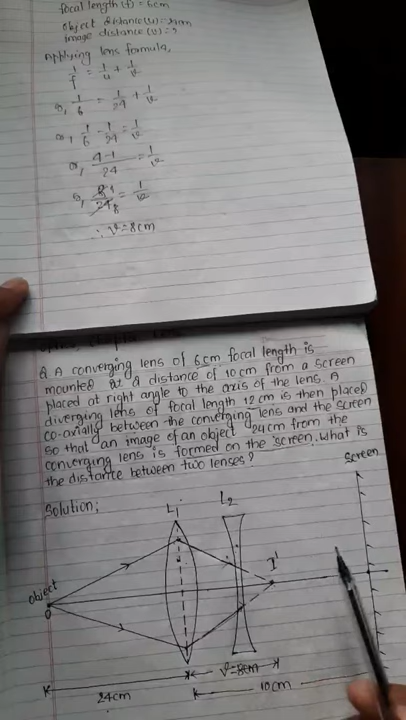 focal length (f) = 6cm
object distance (u) = 24cm
image distance (v) = ?
Applying lens formula,
1/f = 1/u + 1/v
or, 1/6 = 1/24 + 1/v
or, 1/6 - 1/24 = 1/v
or, 4-1/24 = 1/v
or, 3 1/24 8 = 1/v
∴ v = 8cm
Q. A converging lens of 6cm focal length is
mounted at a distance of 10cm from a screen
placed at right angle to the axis of the lens. A
diverging lens of focal length 12cm is then placed
co-axially between the converging lens and the screen
so that an image of an object 24cm from the
converging lens is formed on the screen. What is
the distance between two lenses?
Solution:
L1
L2
Screen
Object
O
I'
v=8cm
24cm
10cm